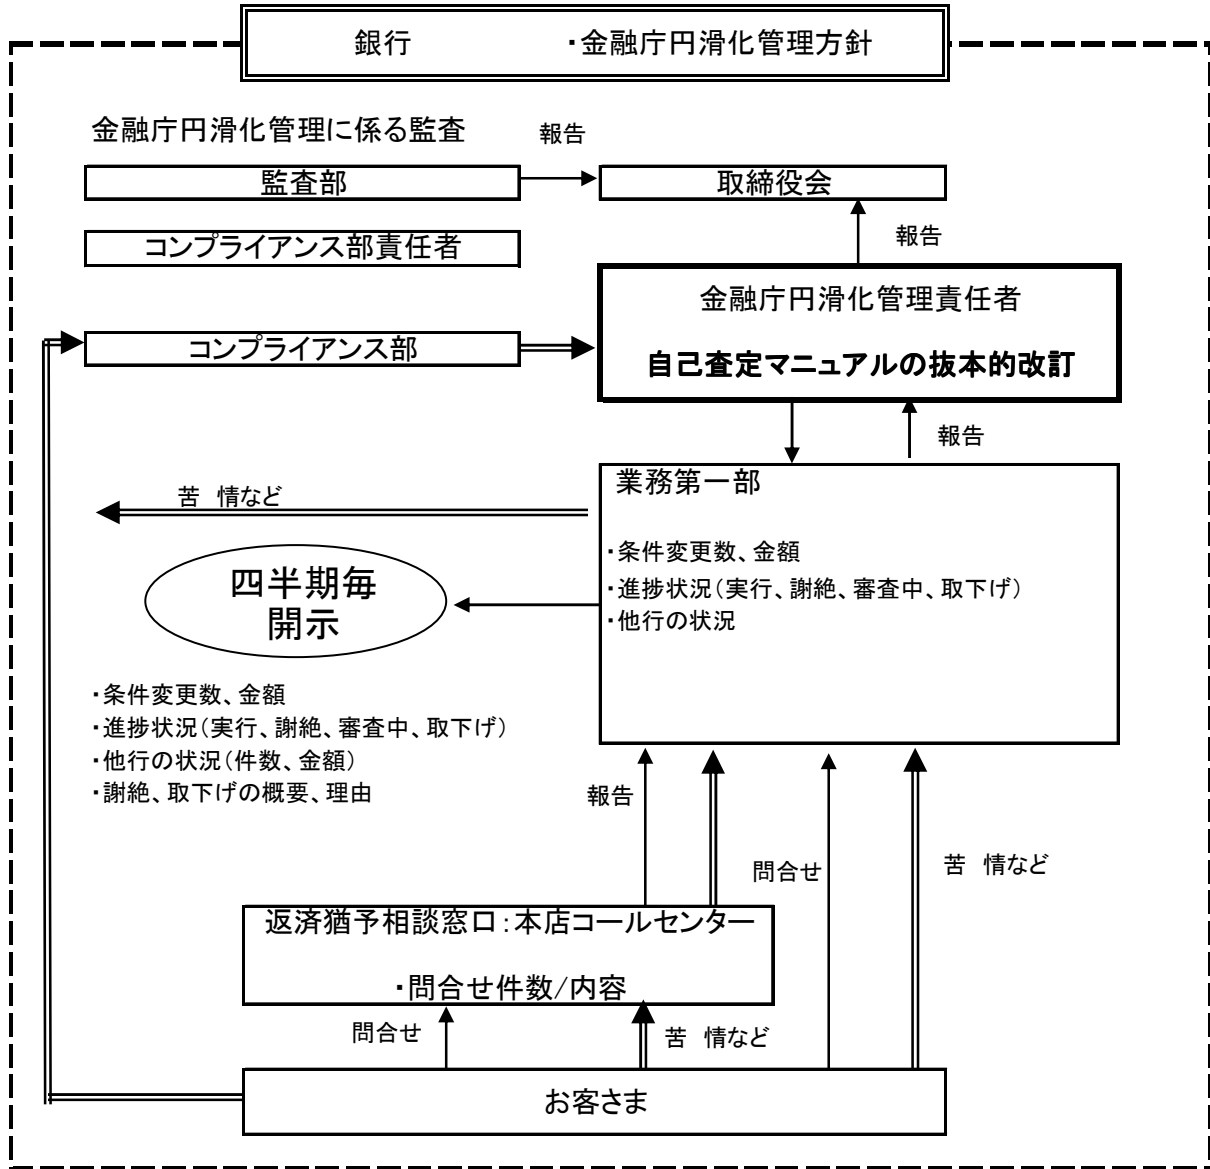 銀行　・金融庁円滑化管理方針
金融庁円滑化管理に係る監査
報告
監査部
取締役会
報告
コンプライアンス部責任者
金融庁円滑化管理責任者
コンプライアンス部
自己査定マニュアルの抜本的改訂
報告
業務第一部
苦　情など
・条件変更数、金額
・進捗状況（実行、謝絶、審査中、取下げ）
・他行の状況
四半期毎
開示
・条件変更数、金額
・進捗状況（実行、謝絶、審査中、取下げ）
・他行の状況（件数、金額）
・謝絶、取下げの概要、理由
報告
問合せ
苦　情など
返済猶予相談窓口：本店コールセンター
・問合せ件数/内容
問合せ
苦　情など
お客さま